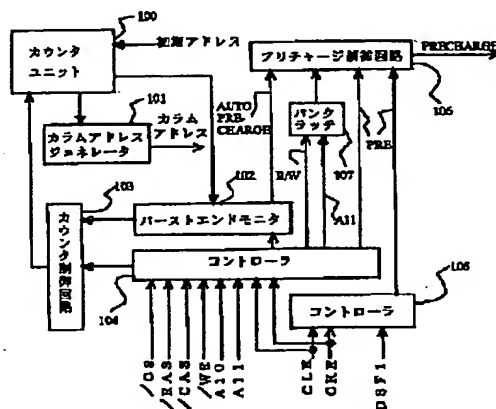 100
カウンタ
ユニット
初期アドレス
プリチャージ制御回路
PRECHARGE
106
101
カラムアドレス
ジェネレータ
カラム
アドレス
AUTO
PRE
CHARGE
バンク
ラッチ
107
PRE
R/W
A11
103
カウンタ制御回路
102
バーストエンドモニタ
コントローラ
104
コントローラ
/CS
/RAS
/CAS
/WE
A10
A11
CLK
CKE
DSF1